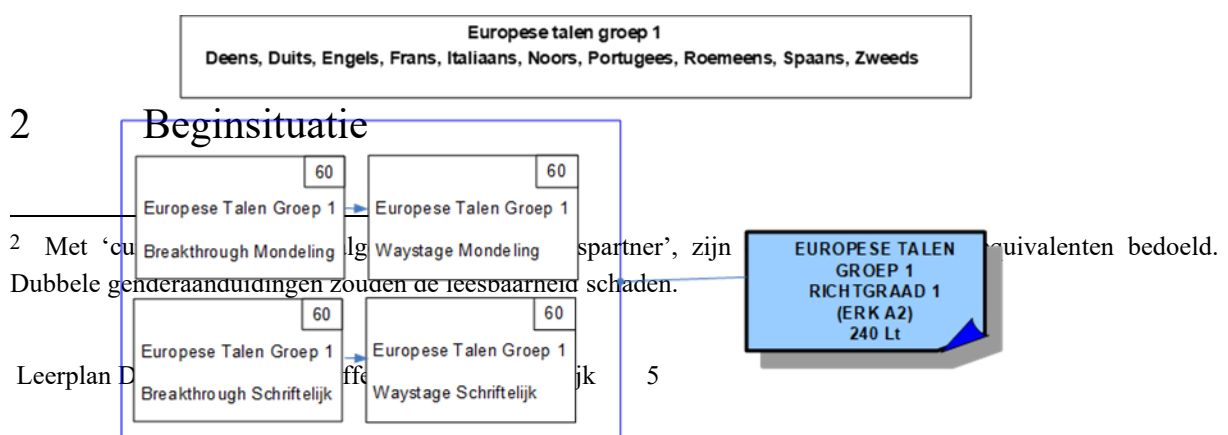 Europese talen groep 1
Deens, Duits, Engels, Frans, Italiaans, Noors, Portugees, Roemeens, Spaans, Zweeds
2 Beginsituatie
60
Europese Talen Groep 1
Breakthrough Mondeling
60
Europese Talen Groep 1
Waystage Mondeling
2 Met ‘cu
spartner’, zijn
bedoeld.
Dubbele genderaanduidingen zouden de leesbaarheid schaden.
EUROPESE TALEN
GROEP 1
RICHTGRAAD 1
(ERK A2)
240 Lt
60
Europese Talen Groep 1
Breakthrough Schriftelijk
60
Europese Talen Groep 1
Waystage Schriftelijk
Leerplan
5